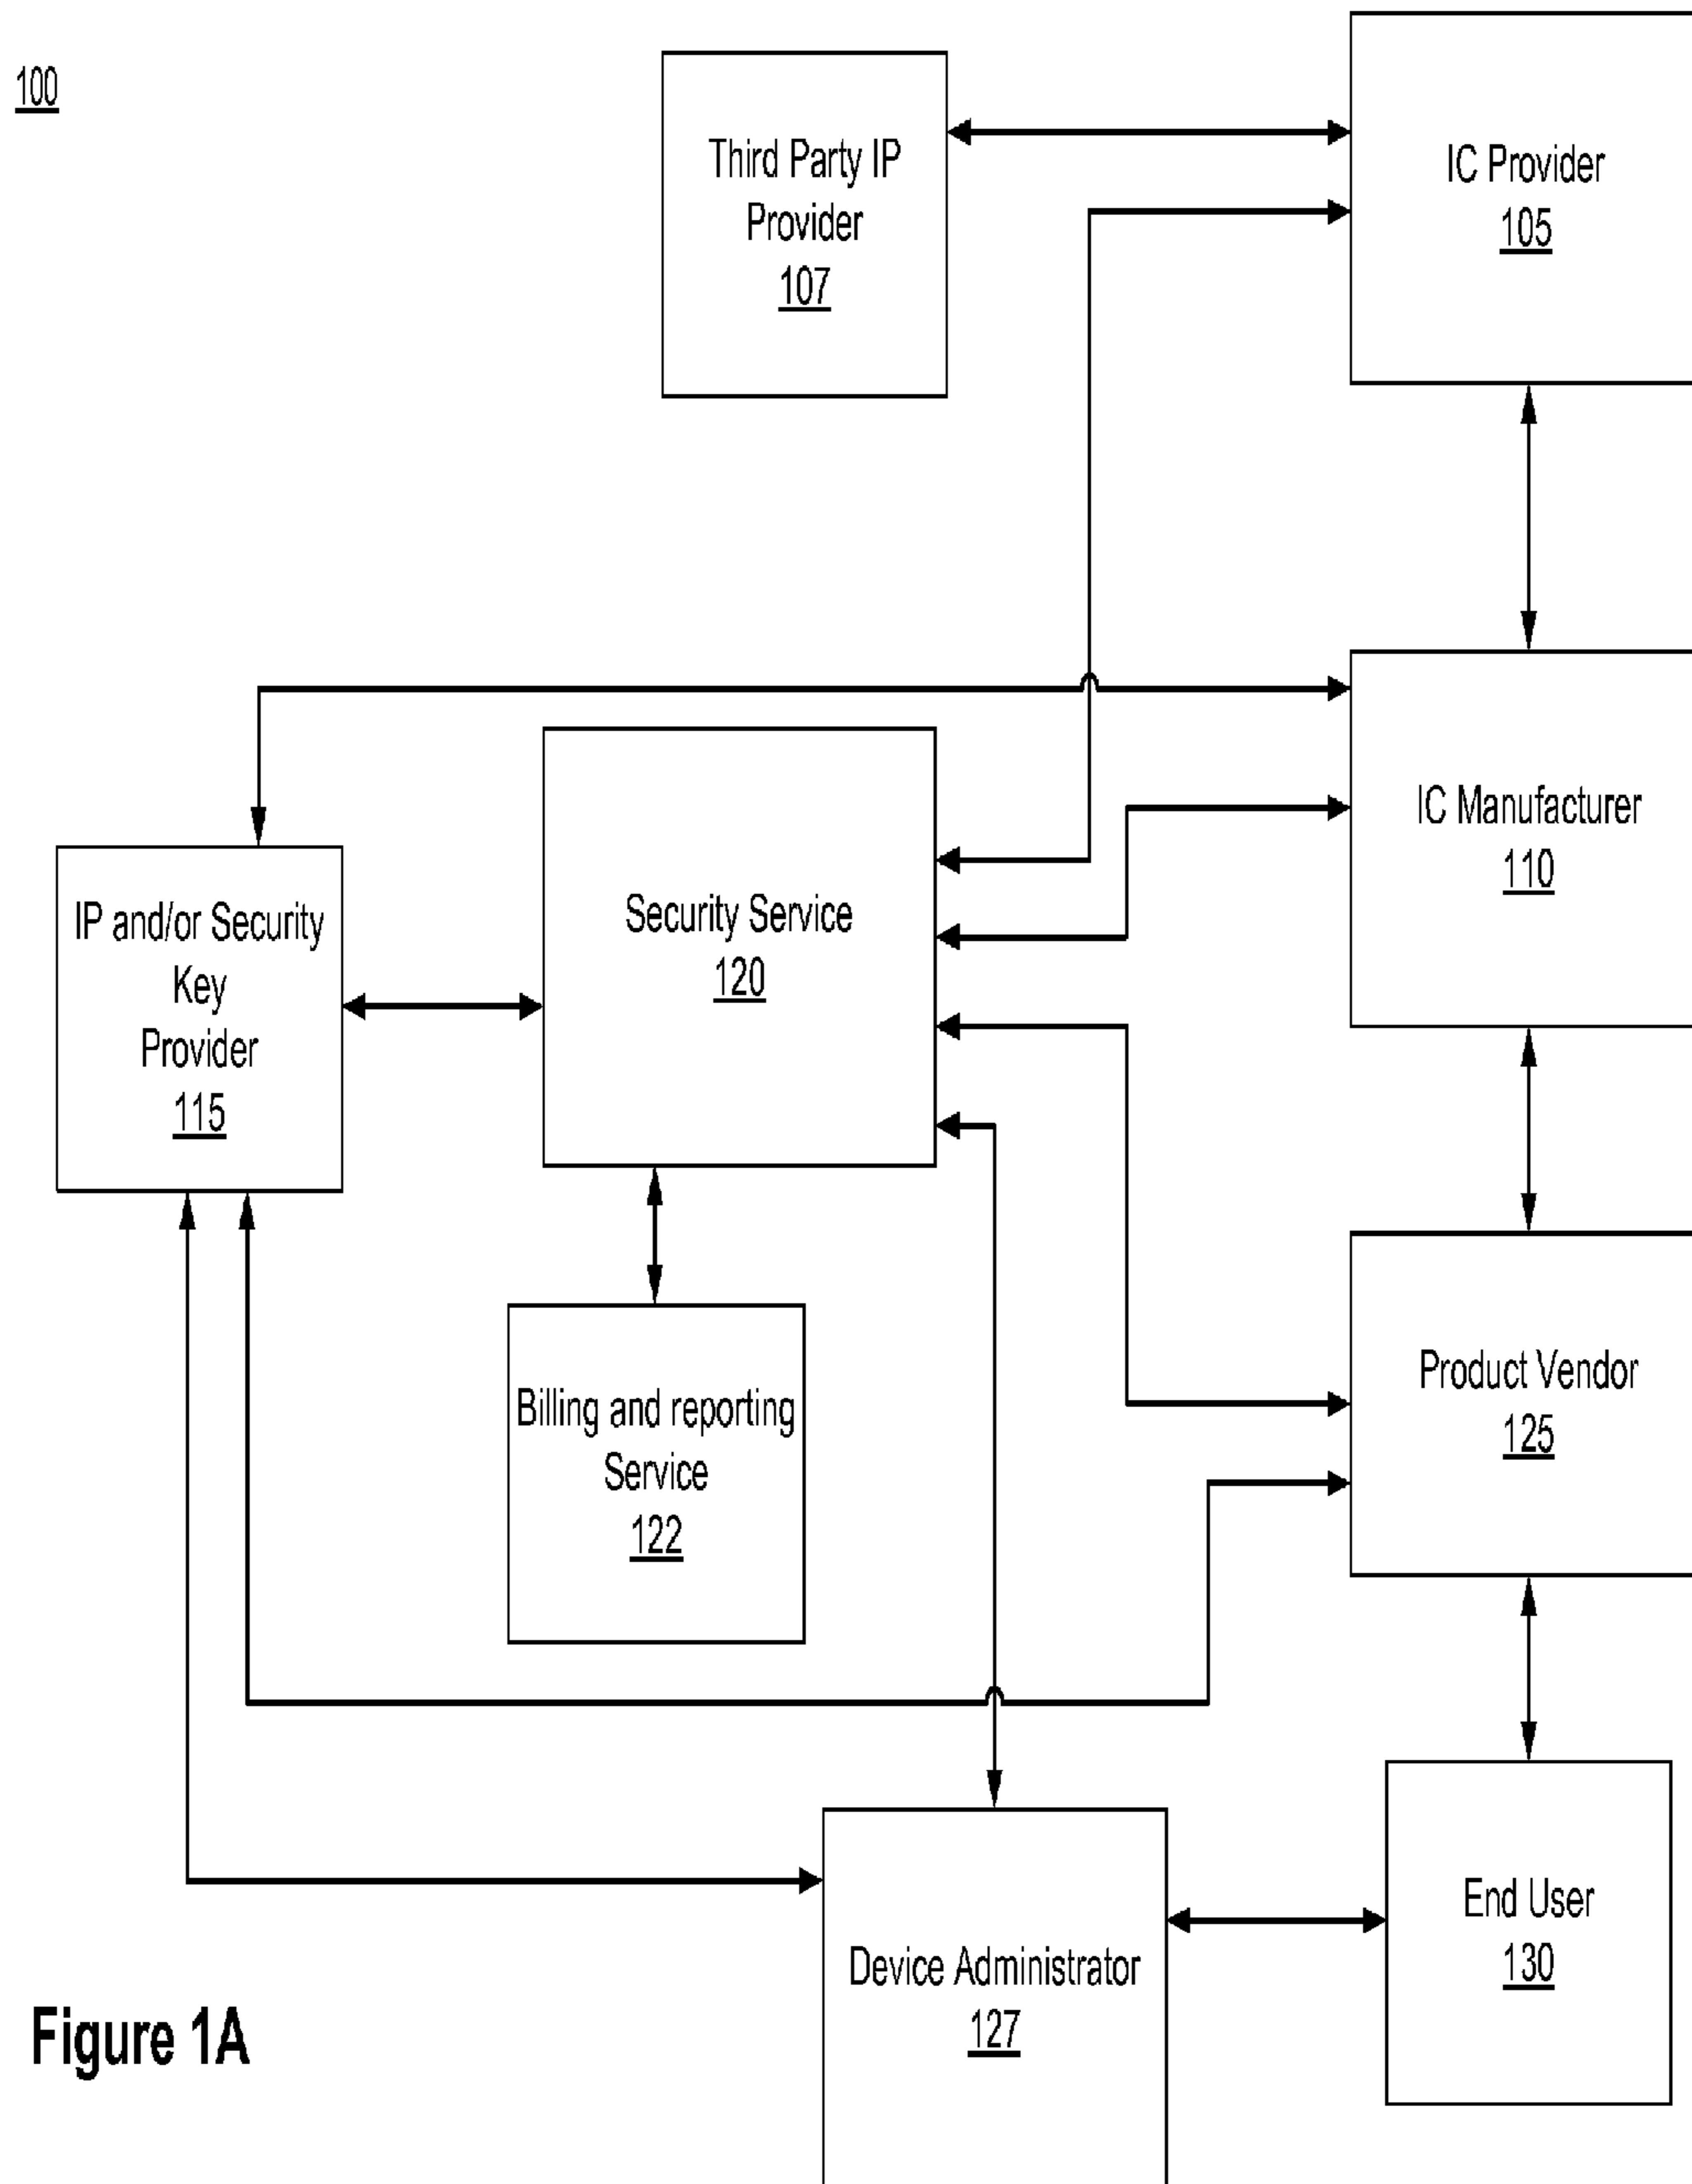 100
Third Party IP
Provider
107
IC Provider
105
IC Manufacturer
110
Security Service
120
IP and/or Security
Key
Provider
115
Billing and reporting
Service
122
Product Vendor
125
End User
130
Device Administrator
127
Figure 1A